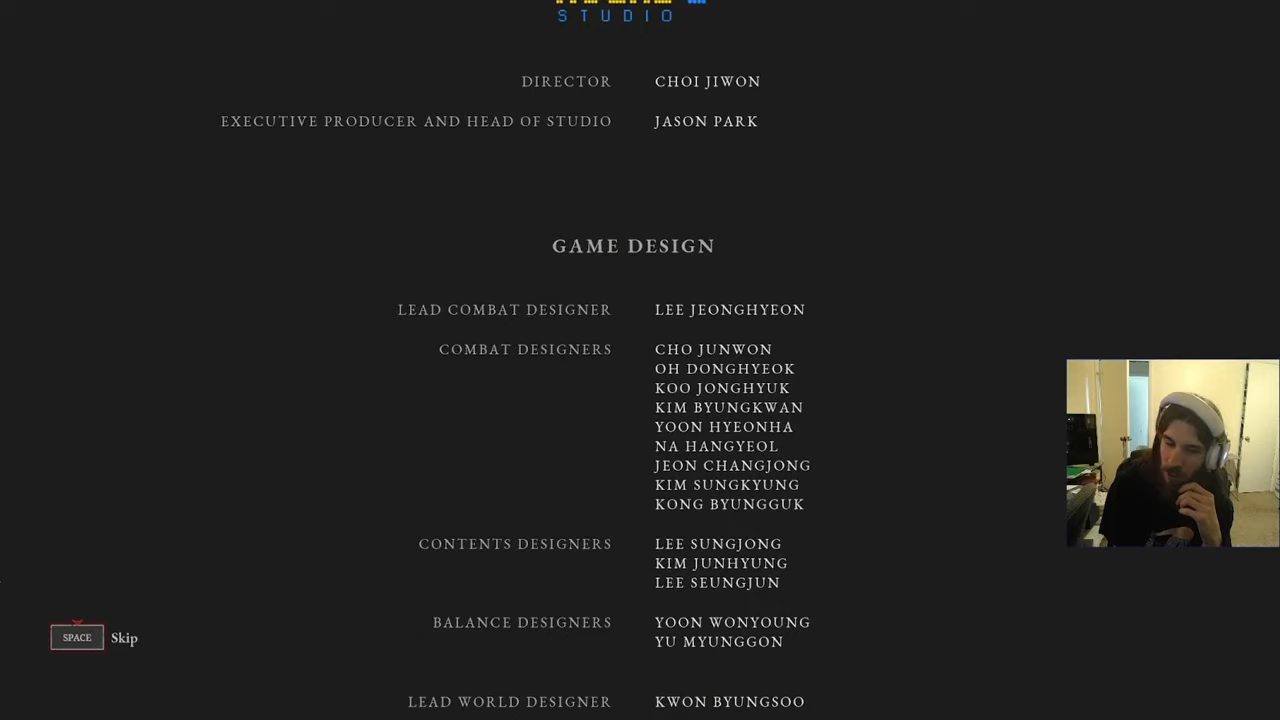 STUDIO
DIRECTOR CHOI JIWON
EXECUTIVE PRODUCER AND HEAD OF STUDIO JASON PARK
GAME DESIGN
LEAD COMBAT DESIGNER LEE JEONGHYEON
COMBAT DESIGNERS CHO JUNWON
OH DONGHYEOK
KOO JONGHYUK
KIM BYUNGKWAN
YOON HYEONHA
NA HANGYEOL
JEON CHANGJONG
KIM SUNGKYUNG
KONG BYUNGGUK
CONTENTS DESIGNERS LEE SUNGJONG
KIM JUNHYUNG
LEE SEUNGJUN
BALANCE DESIGNERS YOON WONYOUNG
YU MYUNGGON
SPACE Skip
LEAD WORLD DESIGNER KWON BYUNGSOO